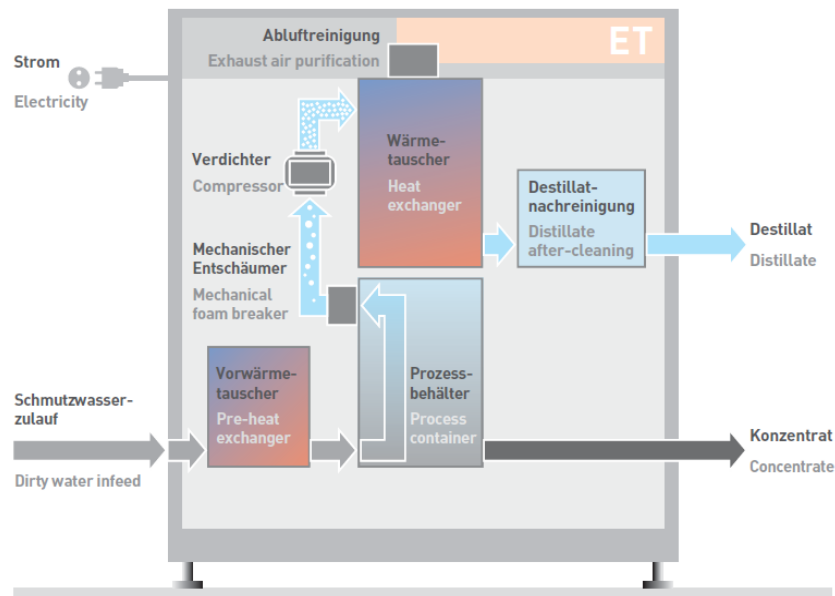 Abluftreinigung
Exhaust air purification
ET
Strom
Electricity
Verdichter
Compressor
Wärme-
tauscher
Heat
exchanger
Destillat-
nachreinigung
Distillate
after-cleaning
Destillat
Distillate
Mechanischer
Entschäumer
Mechanical
foam breaker
Vorwärme-
tauscher
Pre-heat
exchanger
Prozess-
behälter
Process
container
Schmutzwasser-
zulauf
Dirty water infeed
Konzentrat
Concentrate